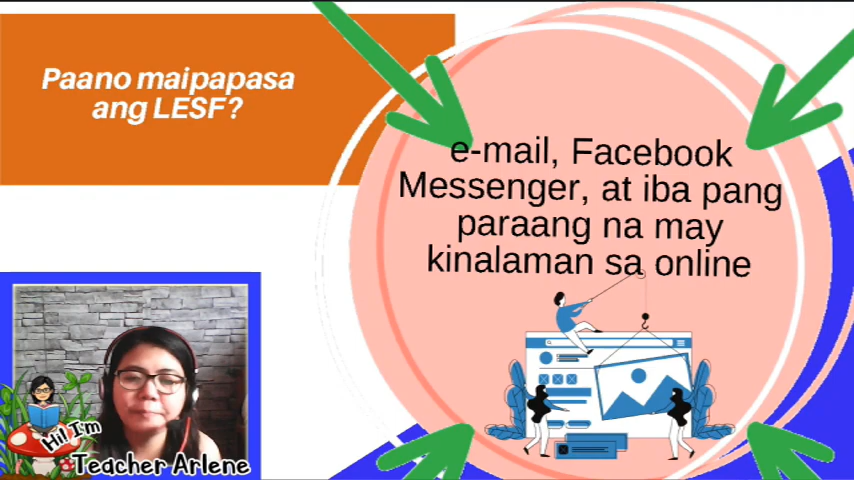 Paano maipapasa
ang LESF?
e-mail, Facebook
Messenger, at iba pang
paraang na may
kinalaman sa online
Hi! I'm
Teacher Arlene